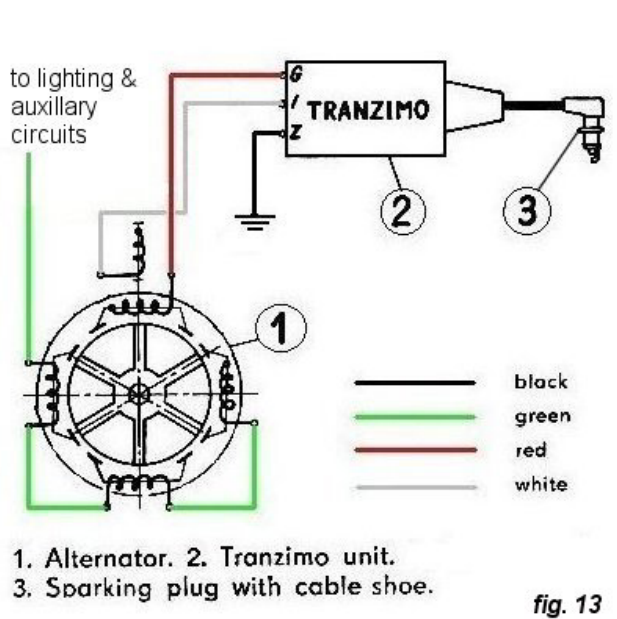 to lighting &
auxillary
circuits
G
I
Z
TRANZIMO
2
3
1
black
green
red
white
1. Alternator. 2. Tranzimo unit.
3. Sparking plug with cable shoe.
fig. 13